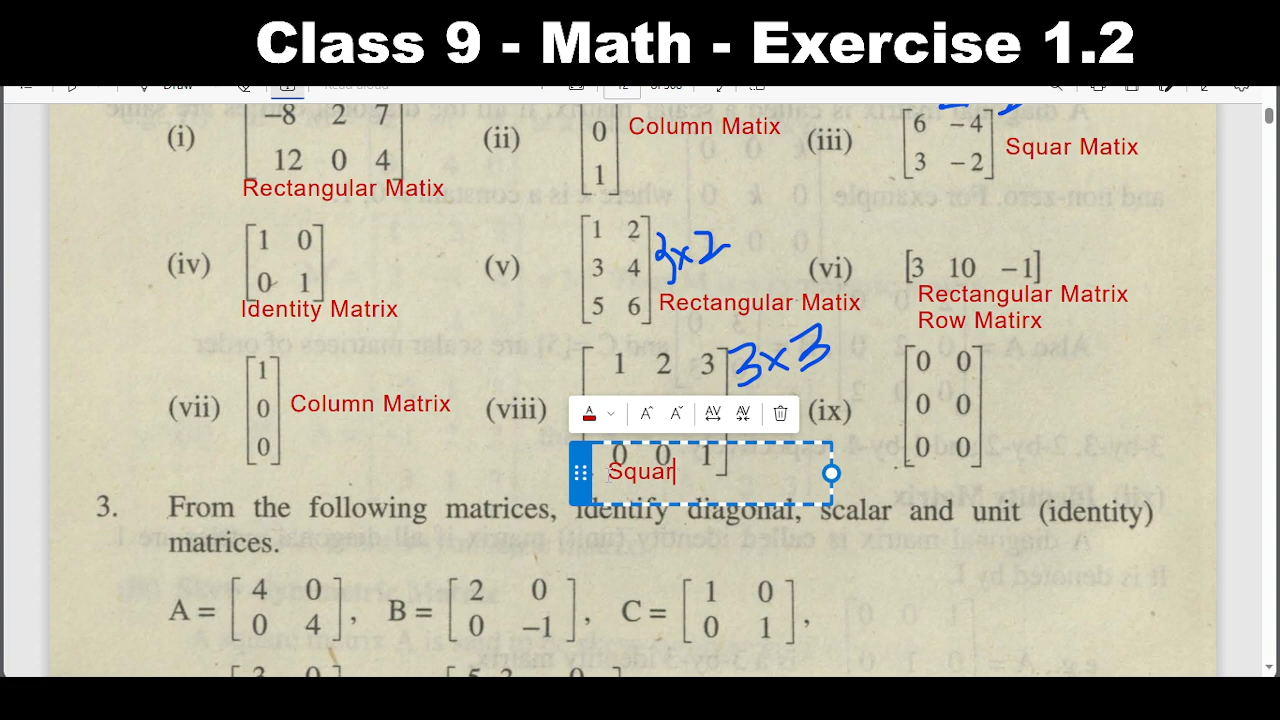 Class 9 - Math - Exercise 1.2
Draw
Read aloud
(i) [-8 2 7
12 0 4]
Rectangular Matix
(ii) 0
1
Column Matix
(iii) [6 -4
3 -2]
Squar Matix
(iv) [1 0
0 1]
Identity Matrix
(v) [1 2
3 4
5 6]
3x2
Rectangular Matix
(vi) [3 10 -1]
Rectangular Matrix
Row Matirx
(vii) [1
0
0]
Column Matrix
(viii) [1 2 3
0 0 1]
3x3
Squar
(ix) [0 0
0 0
0 0]
3. From the following matrices, identify diagonal, scalar and unit (identity)
matrices.
A = [4 0
0 4],
B = [2 0
0 -1],
C = [1 0
0 1],